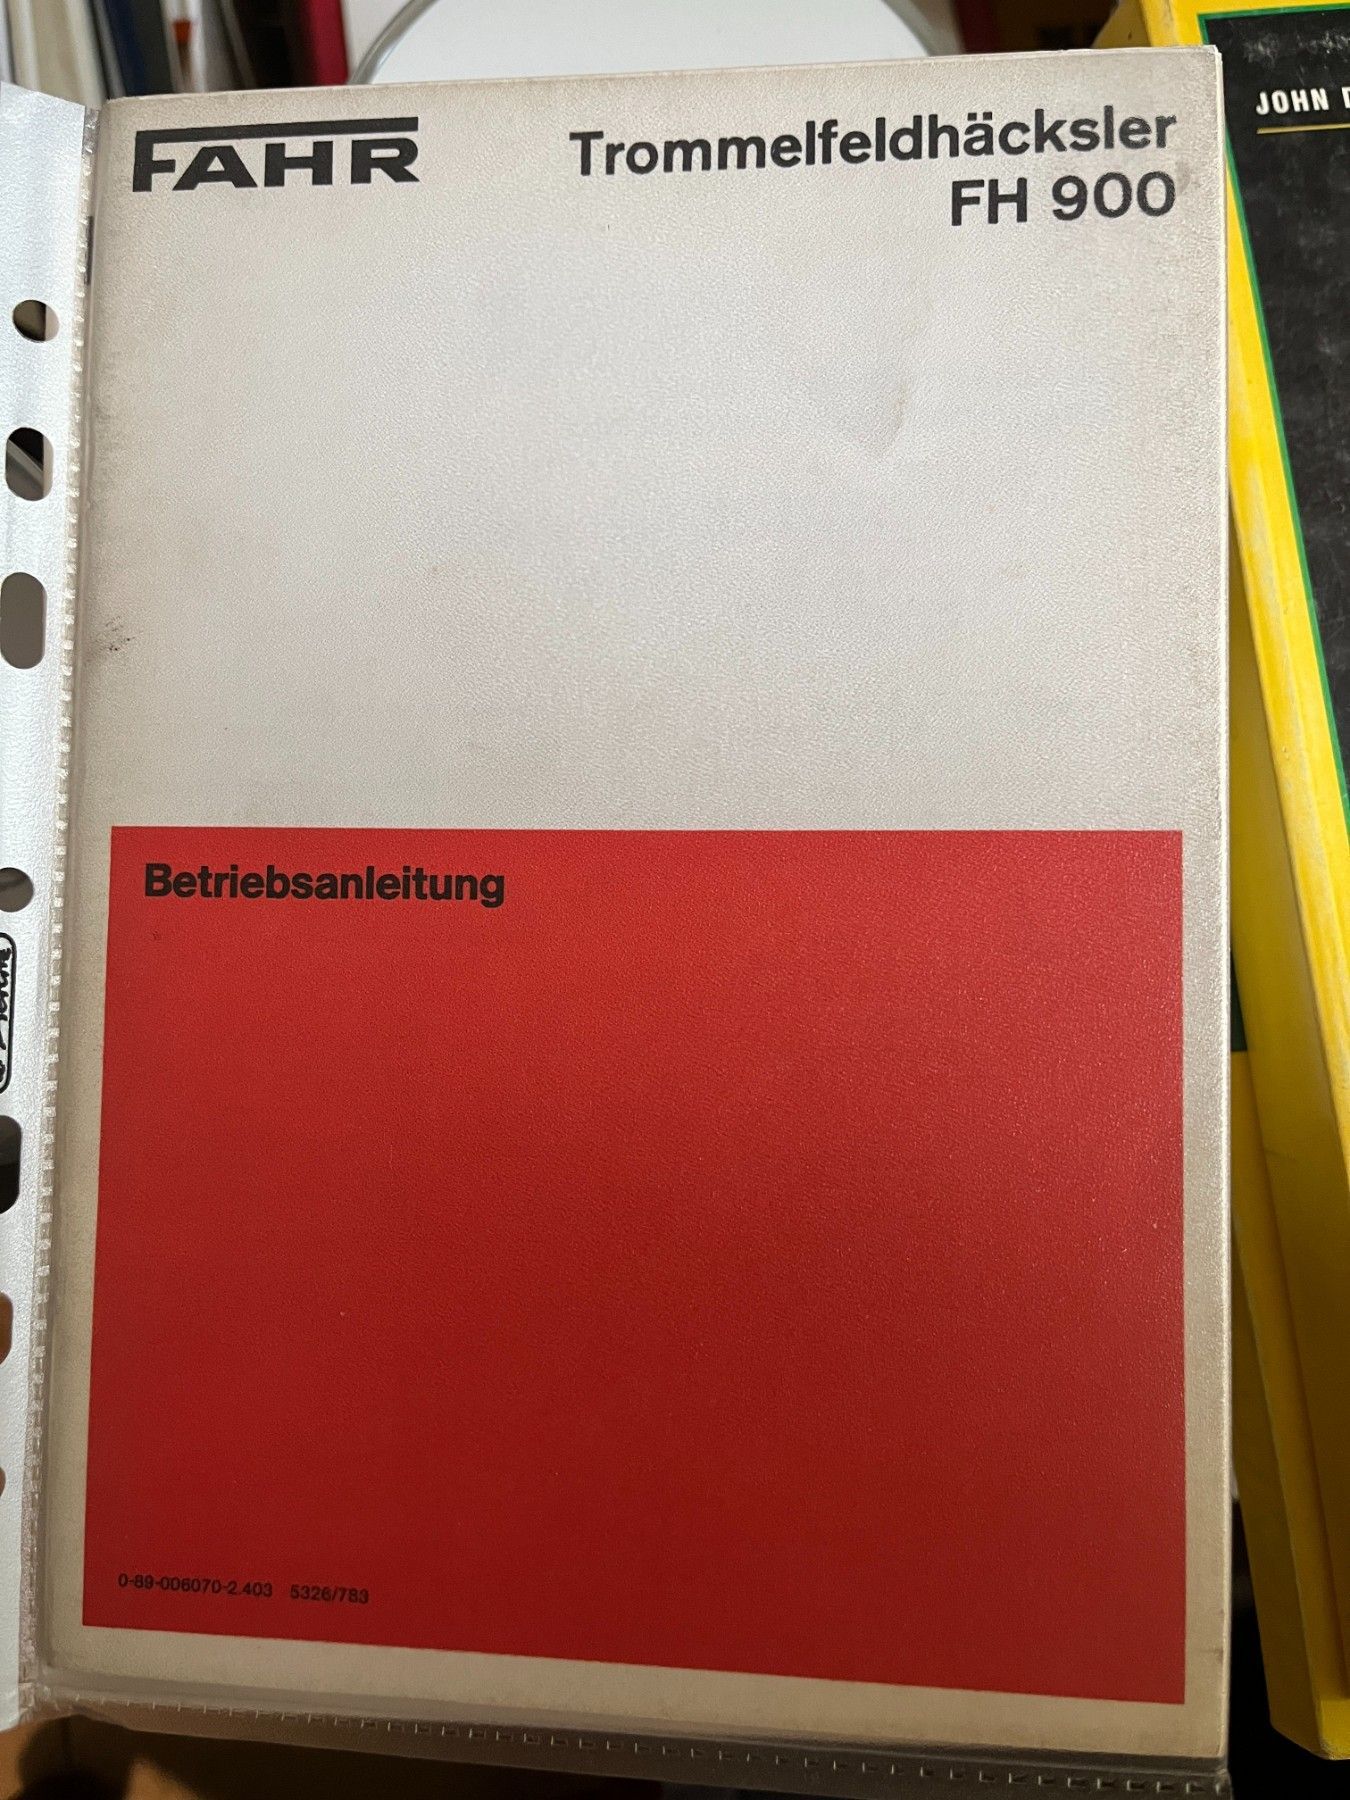 FAHR
Trommelfeldhäcksler
FH 900
JOHN
Betriebsanleitung
0-89-006070-2.403 5326/783